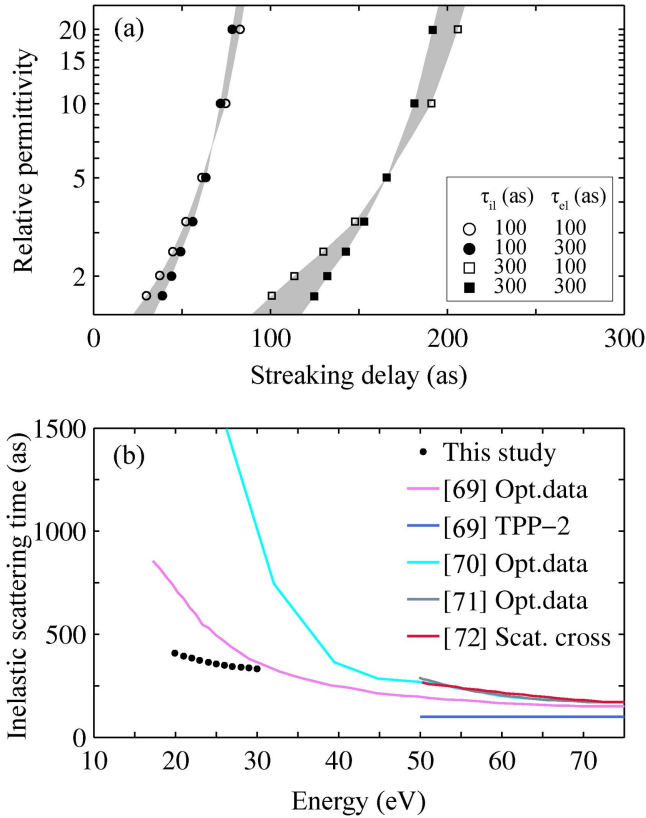 (a)
Relative permittivity
20
15
10
5
2
τil (as) τel (as)
100 100
100 300
300 100
300 300
0 100 200 300
Streaking delay (as)
(b)
Inelastic scattering time (as)
1500
1000
500
0
This study
[69] Opt.data
[69] TPP−2
[70] Opt.data
[71] Opt.data
[72] Scat. cross
10 20 30 40 50 60 70
Energy (eV)